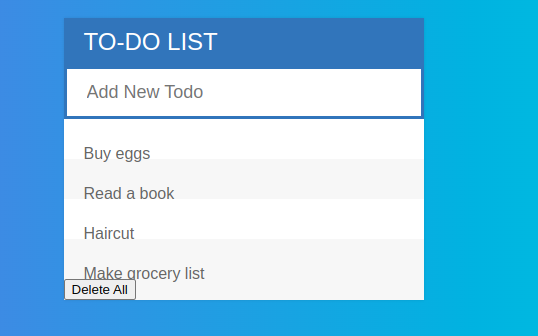 TO-DO LIST
Add New Todo
Buy eggs
Read a book
Haircut
Make grocery list
Delete All